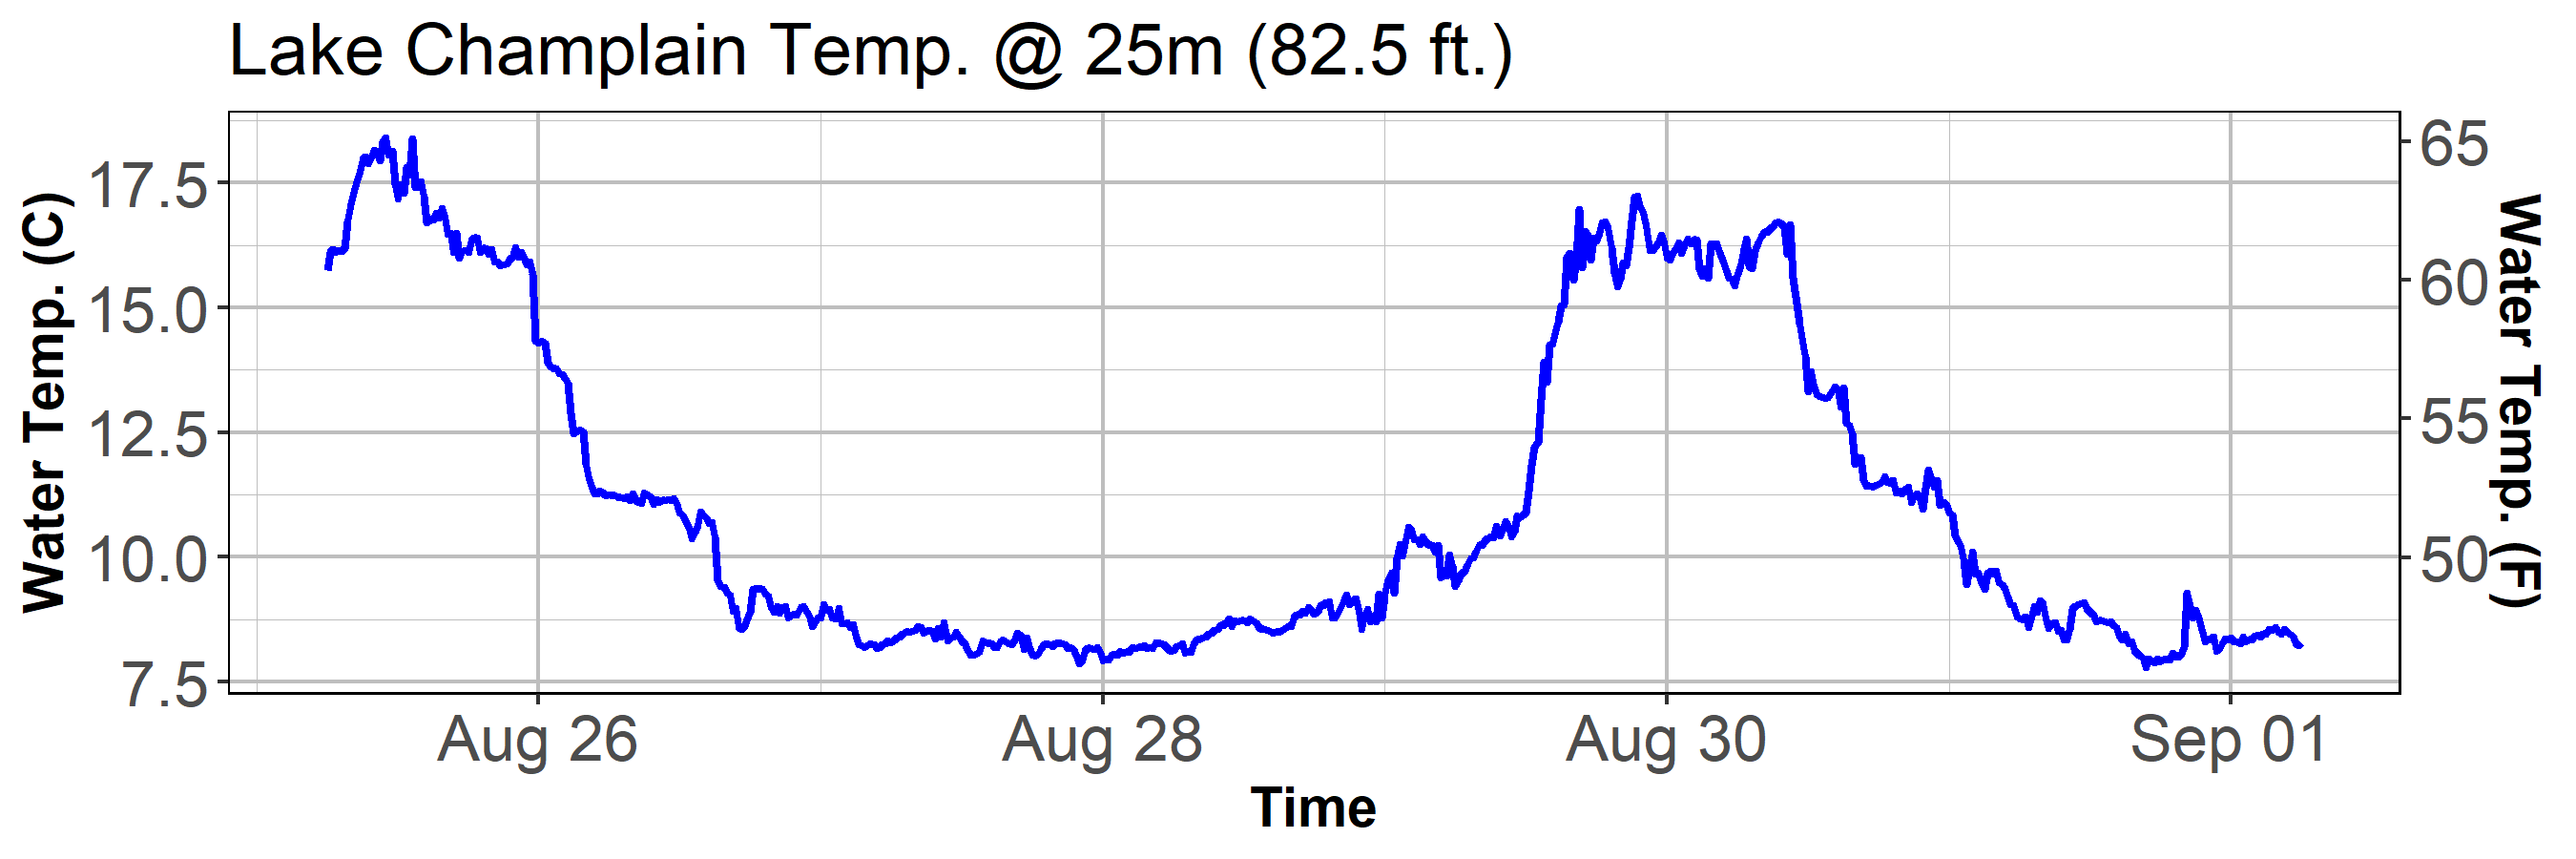 Lake Champlain Temp. @ 25m (82.5 ft.)
Water Temp. (C)
17.5
15.0
12.5
10.0
7.5
65
60
55
50
Water Temp. (F)
Aug 26
Aug 28
Aug 30
Sep 01
Time